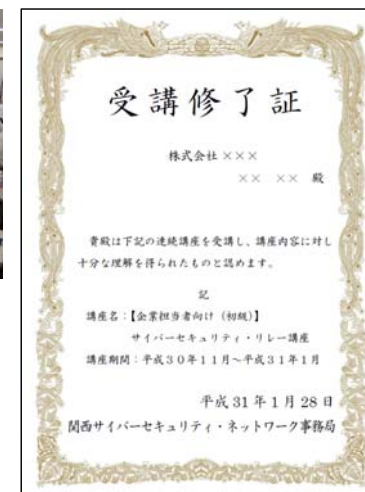 受講修了証
株式会社×××
×× ×× 殿
貴殿は下記の連続講座を受講し、講座内容に対し
十分な理解を得られたものと認めます。
記
講座名：【企業担当者向け（初級）】
サイバーセキュリティ・リレー講座
講座期間：平成３０年１１月～平成３１年１月
平成 31 年 1 月 28 日
関西サイバーセキュリティ・ネットワーク事務局